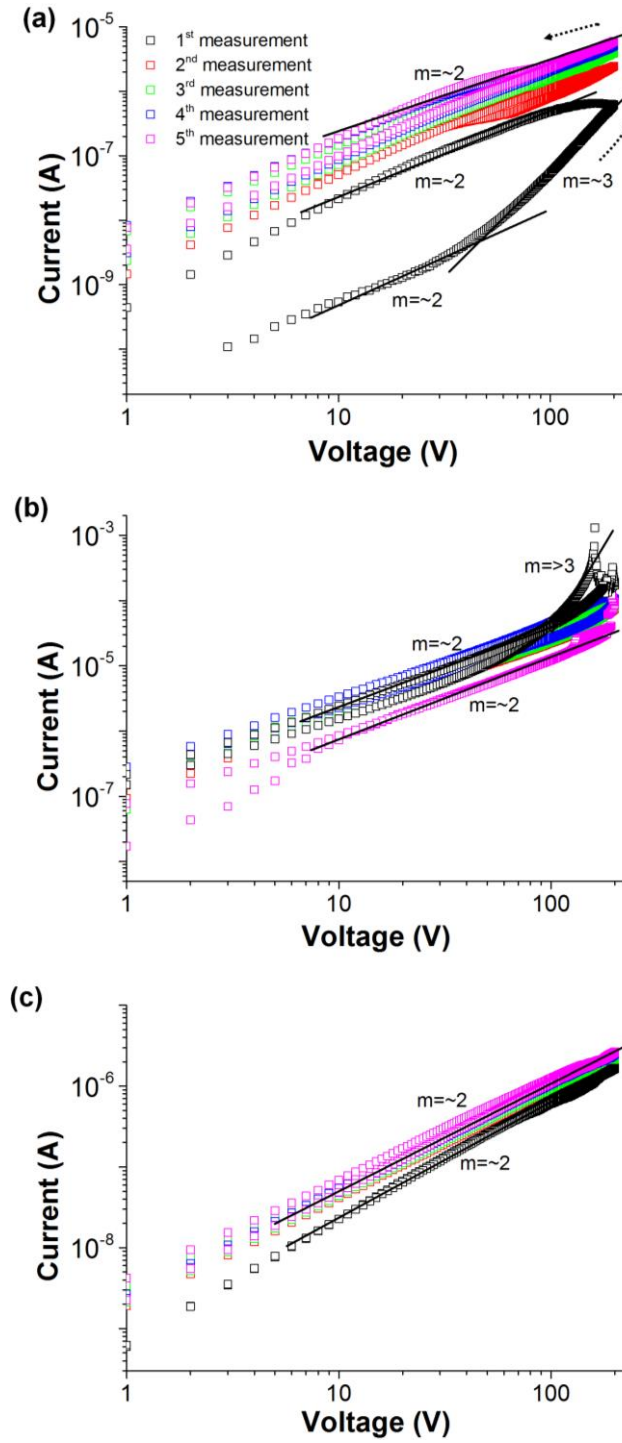 (a)
10^-5
1st measurement
2nd measurement
3rd measurement
4th measurement
5th measurement
m=~2
10^-7
m=~2
m=~3
10^-9
m=~2
Current (A)
1
10
100
Voltage (V)
(b)
10^-3
m=>3
m=~2
10^-5
m=~2
10^-7
Current (A)
1
10
100
Voltage (V)
(c)
10^-6
m=~2
m=~2
10^-8
Current (A)
1
10
100
Voltage (V)